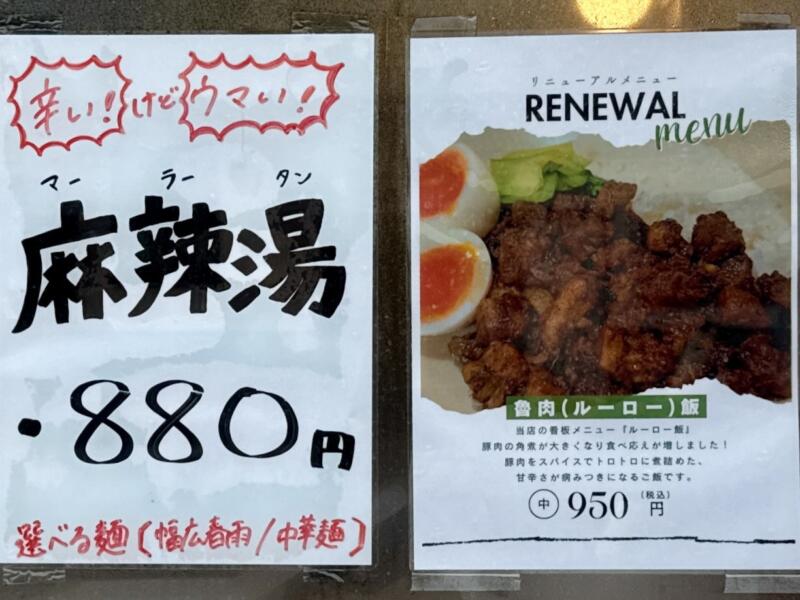 辛い!けどウマい!
マーラータン
麻辣湯
・880円
選べる麺(幅広春雨/中華麺)
リニューアルメニュー
RENEWAL
menu
魯肉(ルーロー)飯
当店の看板メニュー『ルーロー飯』
豚肉の角煮が大きくなり食べ応えが増しました!
豚肉をスパイスでトロトロに煮詰めた、
甘辛さが病みつきになるご飯です。
中 950円(税込)